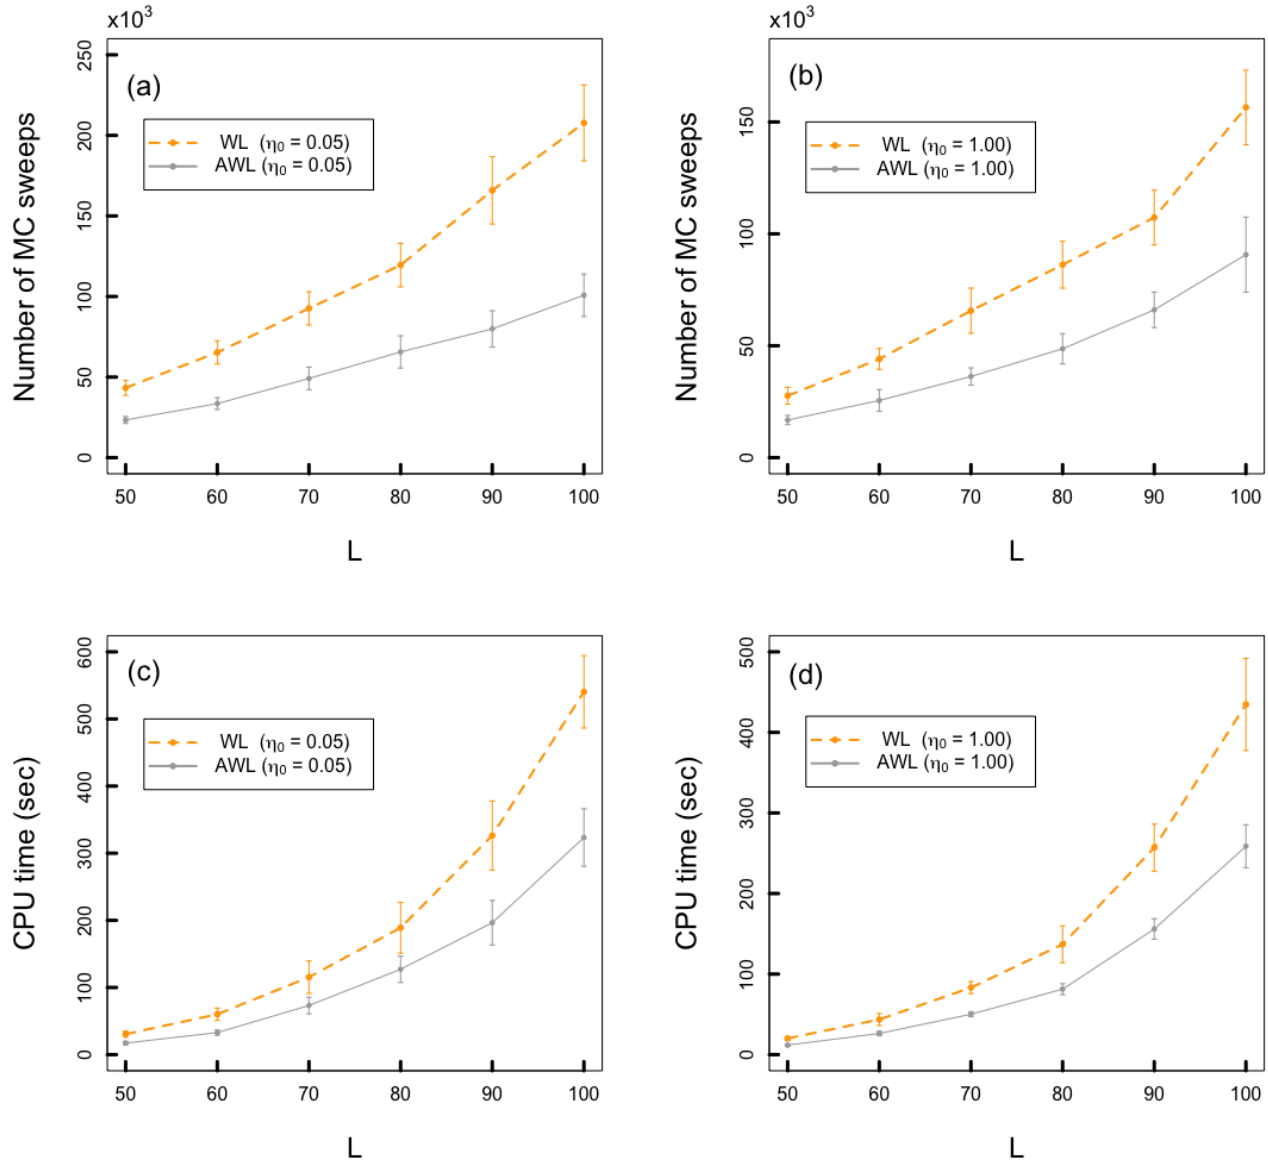 x10³
(a)
250
200
150
100
50
0
Number of MC sweeps
WL (η₀ = 0.05)
AWL (η₀ = 0.05)
50 60 70 80 90 100
L
x10³
(b)
150
100
50
0
Number of MC sweeps
WL (η₀ = 1.00)
AWL (η₀ = 1.00)
50 60 70 80 90 100
L
(c)
600
500
400
300
200
100
0
CPU time (sec)
WL (η₀ = 0.05)
AWL (η₀ = 0.05)
50 60 70 80 90 100
L
(d)
500
400
300
200
100
0
CPU time (sec)
WL (η₀ = 1.00)
AWL (η₀ = 1.00)
50 60 70 80 90 100
L